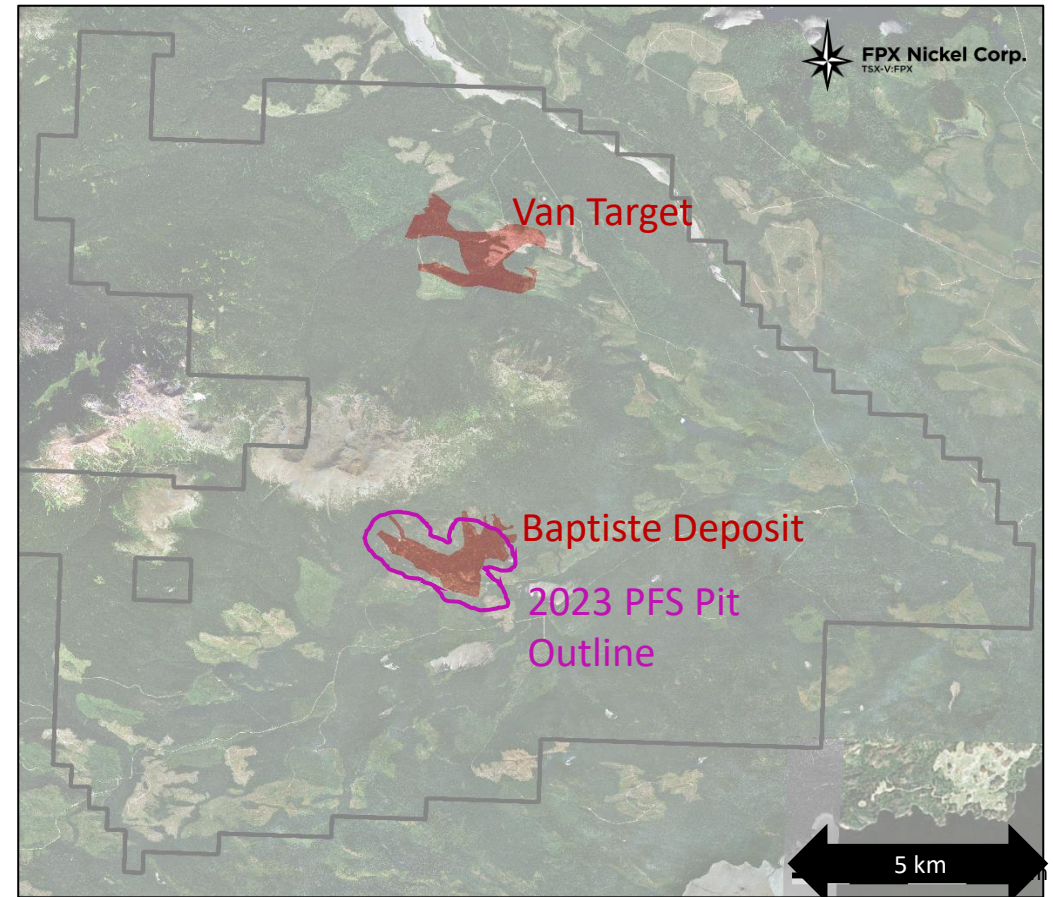 FPX Nickel Corp.
TSX-V:FPX
Van Target
Baptiste Deposit
2023 PFS Pit
Outline
5 km